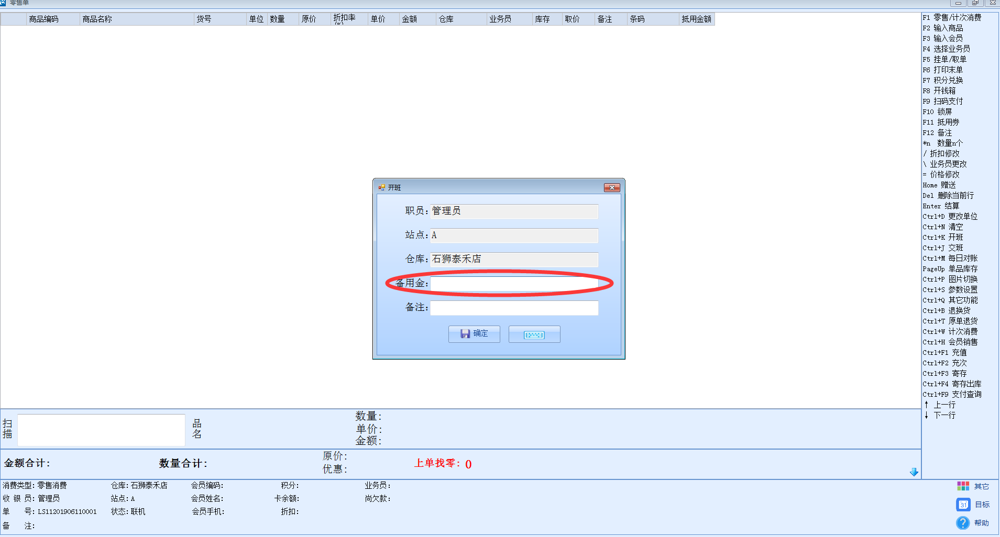 零售单
商品编码 商品名称 货号 单位 数量 原价 折扣率(%) 单价 金额 仓库 业务员 库存 取价 备注 条码 抵用金额
F1 零售/计次消费
F2 输入商品
F3 输入会员
F4 选择业务员
F5 挂单/取单
F6 打印末单
F7 积分兑换
F8 开钱箱
F9 扫码支付
F10 锁屏
F11 抵用券
F12 备注
*n 数量n个
/ 折扣修改
\ 业务员更改
= 价格修改
Home 赠送
Del 删除当前行
Enter 结算
Ctrl+D 更改单位
Ctrl+N 清空
Ctrl+K 开班
Ctrl+J 交班
Ctrl+M 每日对账
PageUp 单品库存
Ctrl+P 图片切换
Ctrl+S 参数设置
Ctrl+Q 其它功能
Ctrl+B 退换货
Ctrl+T 原单退货
Ctrl+W 计次消费
Ctrl+H 会员销售
Ctrl+F1 充值
Ctrl+F2 充次
Ctrl+F3 寄存
Ctrl+F4 寄存出库
Ctrl+F9 支付查询
↑ 上一行
↓ 下一行
开班
职员：管理员
站点：A
仓库：石狮泰禾店
备用金：
备注：
确定
扫描
品名
数量：
单价：
金额：
金额合计：
数量合计：
原价：
优惠：
上单找零：0
消费类型：零售消费 仓库：石狮泰禾店 会员编码： 积分： 业务员：
收银员：管理员 站点：A 会员姓名： 卡余额： 尚欠款：
单 号：LS11201906110001 状态：联机 会员手机： 折扣：
备 注：
其它
31 目标
? 帮助